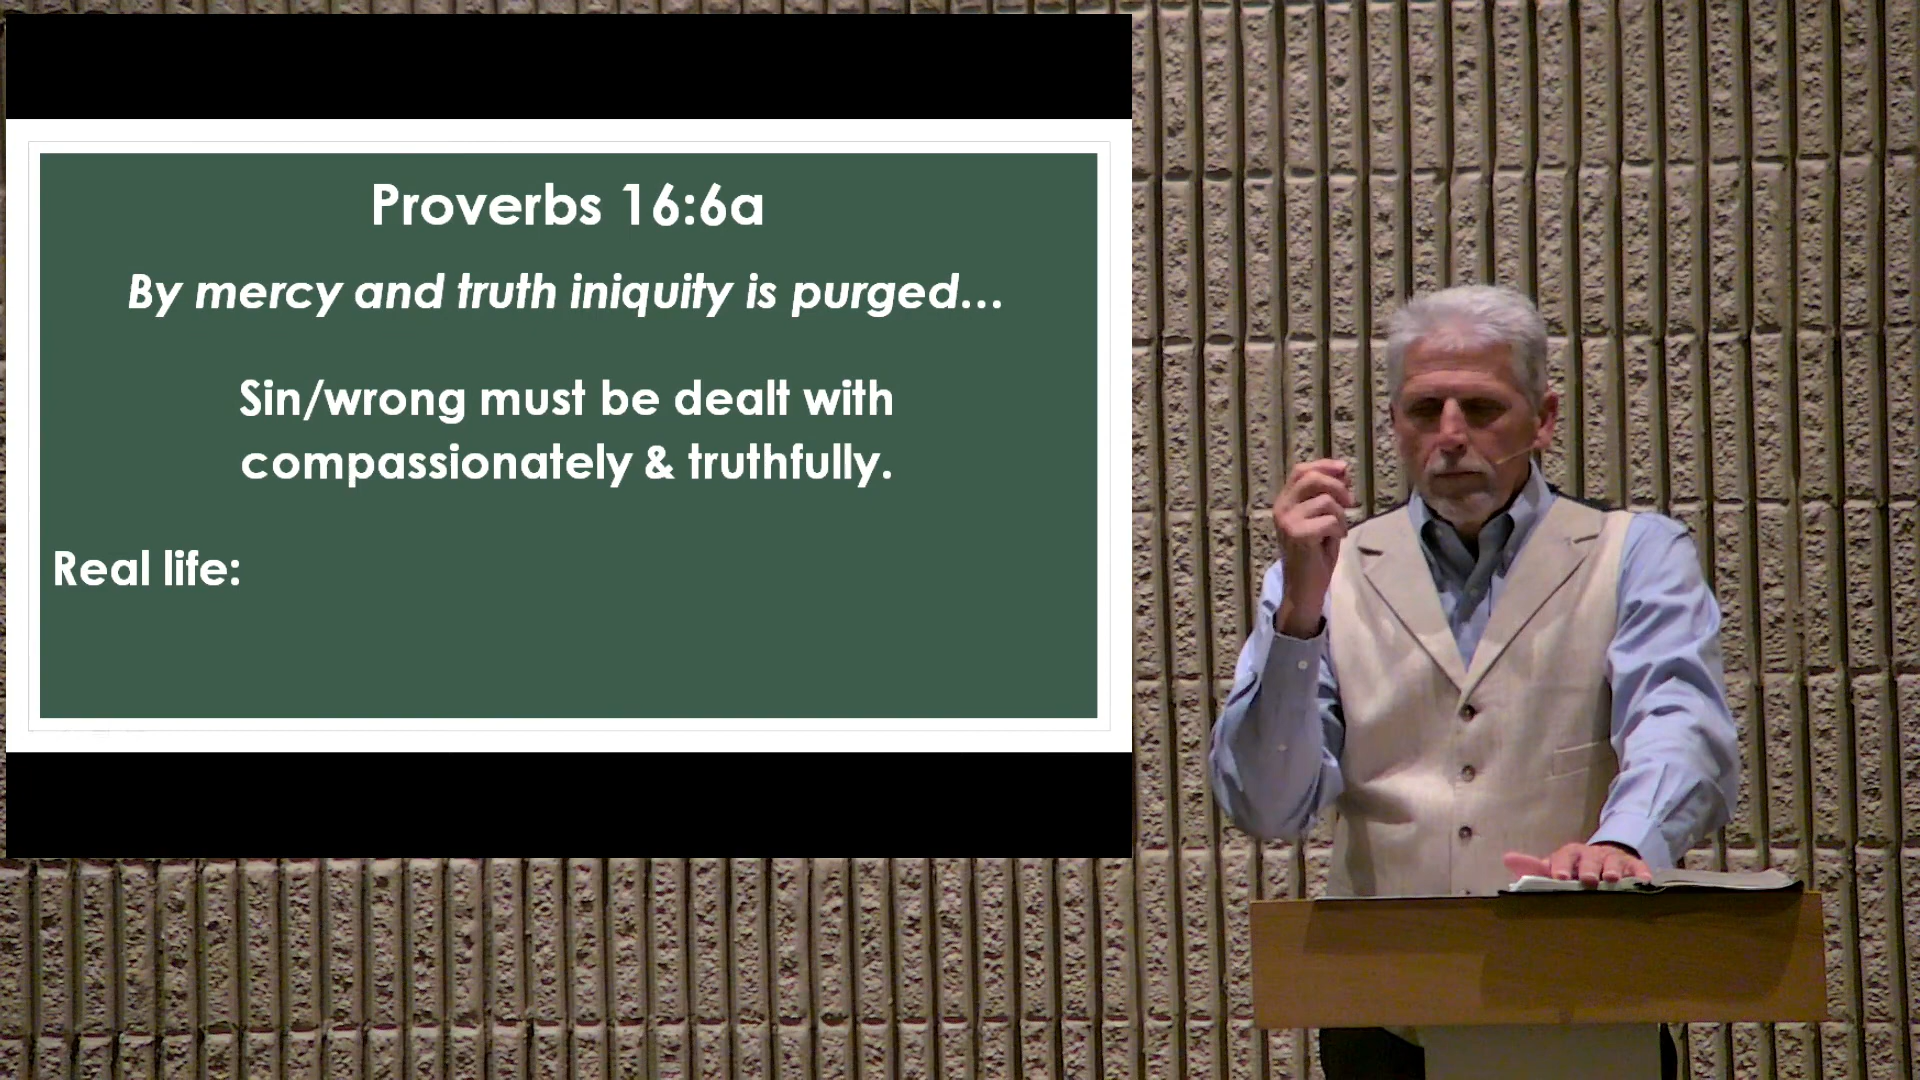 Proverbs 16:6a
By mercy and truth iniquity is purged...
Sin/wrong must be dealt with
compassionately & truthfully.
Real life: